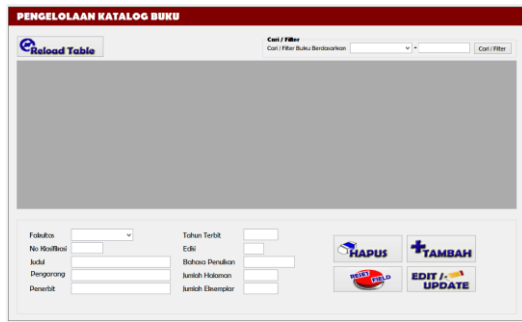 PENGELOLAAN KATALOG BUKU
Reload Table
Cari / Filter
Cari / Filter Buku Berdasarkan
=
Cari / Filter
Fakultas
No Klasifikasi
Judul
Pengarang
Penerbit
Tahun Terbit
Edisi
Bahasa Penulisan
Jumlah Halaman
Jumlah Eksemplar
HAPUS
TAMBAH
RESET FIELD
EDIT /
UPDATE